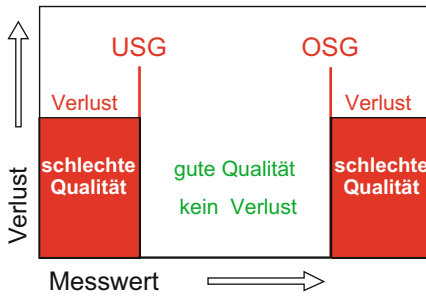 USG
OSG
Verlust
Verlust
schlechte
Qualität
gute Qualität
kein Verlust
schlechte
Qualität
Verlust
Messwert